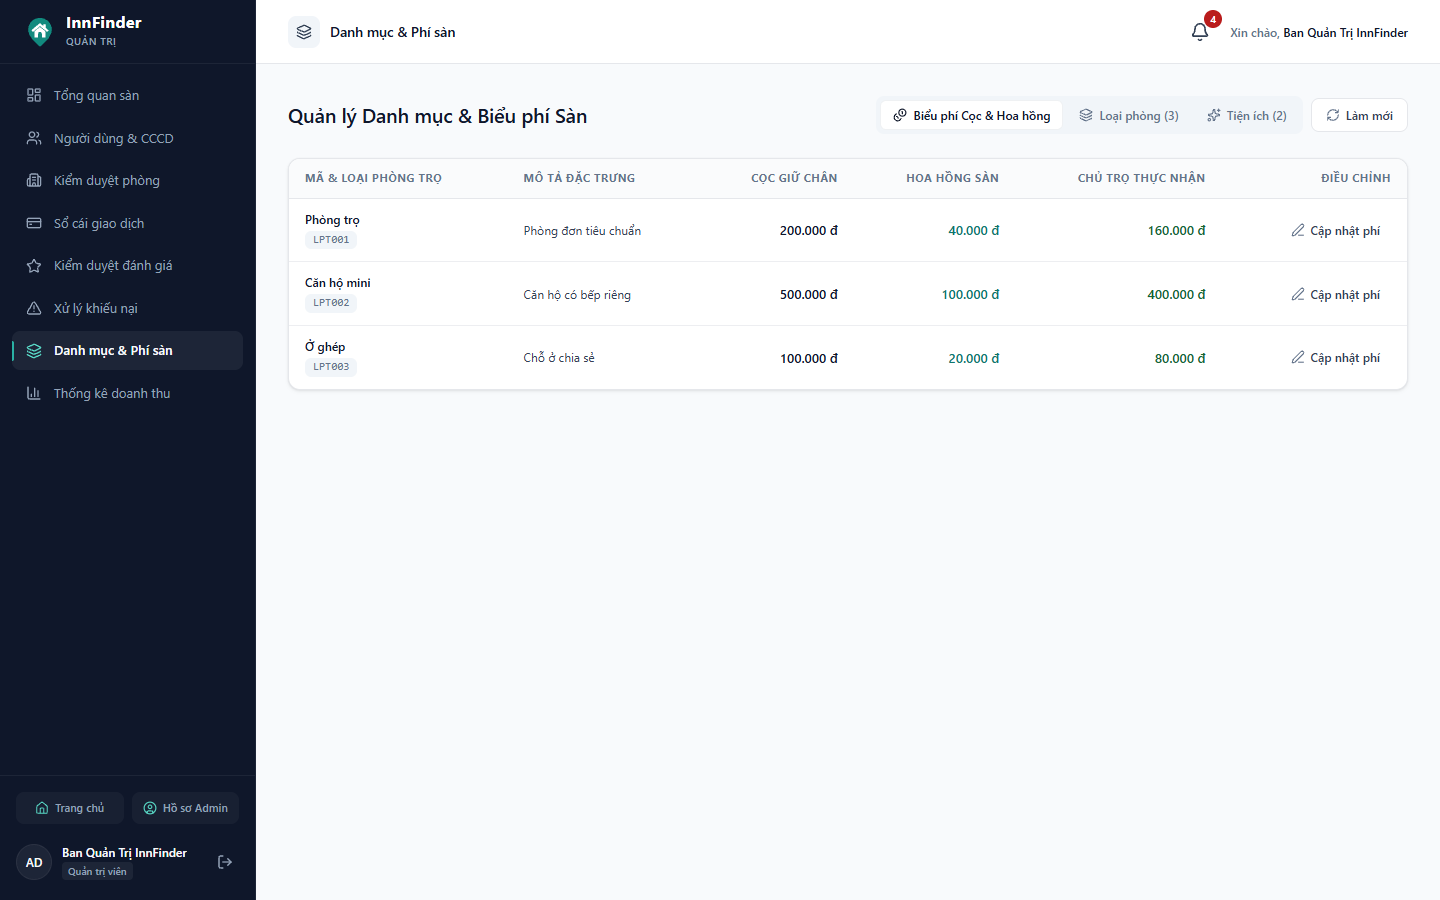 InnFinder
QUẢN TRỊ
Tổng quan sàn
Người dùng & CCCD
Kiểm duyệt phòng
Sổ cái giao dịch
Kiểm duyệt đánh giá
Xử lý khiếu nại
Danh mục & Phí sàn
Thống kê doanh thu
Trang chủ
Hồ sơ Admin
AD
Ban Quản Trị InnFinder
Quản trị viên
Danh mục & Phí sàn
4
Xin chào, Ban Quản Trị InnFinder
Quản lý Danh mục & Biểu phí Sàn
Biểu phí Cọc & Hoa hồng
Loại phòng (3)
Tiện ích (2)
Làm mới
MÃ & LOẠI PHÒNG TRỌ MÔ TẢ ĐẶC TRƯNG CỌC GIỮ CHÂN HOA HỒNG SÀN CHỦ TRỌ THỰC NHẬN ĐIỀU CHỈNH
Phòng trọ
LPT001
Phòng đơn tiêu chuẩn 200.000 đ 40.000 đ 160.000 đ Cập nhật phí
Căn hộ mini
LPT002
Căn hộ có bếp riêng 500.000 đ 100.000 đ 400.000 đ Cập nhật phí
Ở ghép
LPT003
Chỗ ở chia sẻ 100.000 đ 20.000 đ 80.000 đ Cập nhật phí